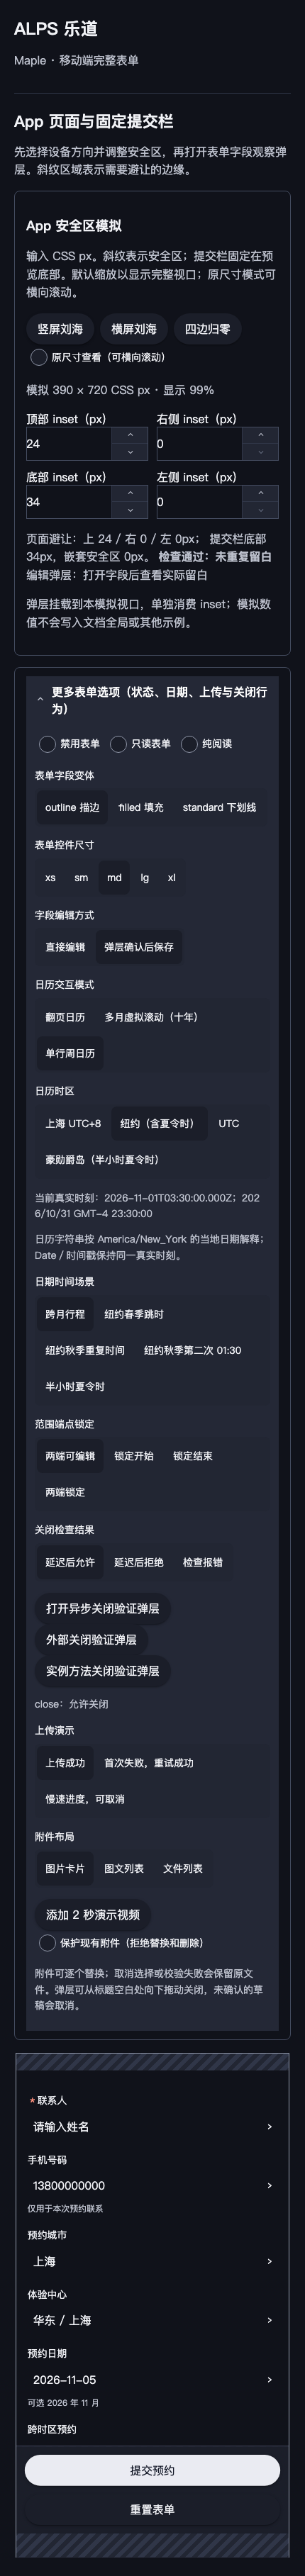 ALPS 乐道
Maple · 移动端完整表单
App 页面与固定提交栏
先选择设备方向并调整安全区，再打开表单字段观察弹
层。斜纹区域表示需要避让的边缘。
App 安全区模拟
输入 CSS px。斜纹表示安全区；提交栏固定在预
览底部。默认缩放以显示完整视口；原尺寸模式可
横向滚动。
竖屏刘海 横屏刘海 四边归零
原尺寸查看（可横向滚动）
模拟 390 × 720 CSS px · 显示 99%
顶部 inset（px） 右侧 inset（px）
24 0
底部 inset（px） 左侧 inset（px）
34 0
页面避让：上 24 / 右 0 / 左 0px； 提交栏底部
34px，嵌套安全区 0px。 检查通过：未重复留白
编辑弹层：打开字段后查看实际留白
弹层挂载到本模拟视口，单独消费 inset；模拟数
值不会写入文档全局或其他示例。
更多表单选项（状态、日期、上传与关闭行
为）
禁用表单 只读表单 纯阅读
表单字段变体
outline 描边 filled 填充 standard 下划线
表单控件尺寸
xs sm md lg xl
字段编辑方式
直接编辑 弹层确认后保存
日历交互模式
翻页日历 多月虚拟滚动（十年）
单行周日历
日历时区
上海 UTC+8 纽约（含夏令时） UTC
豪勋爵岛（半小时夏令时）
当前真实时刻：2026-11-01T03:30:00.000Z；202
6/10/31 GMT-4 23:30:00
日历字符串按 America/New_York 的当地日期解释；
Date / 时间戳保持同一真实时刻。
日期时间场景
跨月行程 纽约春季跳时
纽约秋季重复时间 纽约秋季第二次 01:30
半小时夏令时
范围端点锁定
两端可编辑 锁定开始 锁定结束
两端锁定
关闭检查结果
延迟后允许 延迟后拒绝 检查报错
打开异步关闭验证弹层
外部关闭验证弹层
实例方法关闭验证弹层
close：允许关闭
上传演示
上传成功 首次失败，重试成功
慢速进度，可取消
附件布局
图片卡片 图文列表 文件列表
添加 2 秒演示视频
保护现有附件（拒绝替换和删除）
附件可逐个替换；取消选择或校验失败会保留原文
件。弹层可从标题空白处向下拖动关闭，未确认的草
稿会取消。
*联系人
请输入姓名
手机号码
13800000000
仅用于本次预约联系
预约城市
上海
体验中心
华东 / 上海
预约日期
2026-11-05
可选 2026 年 11 月
跨时区预约
提交预约
重置表单